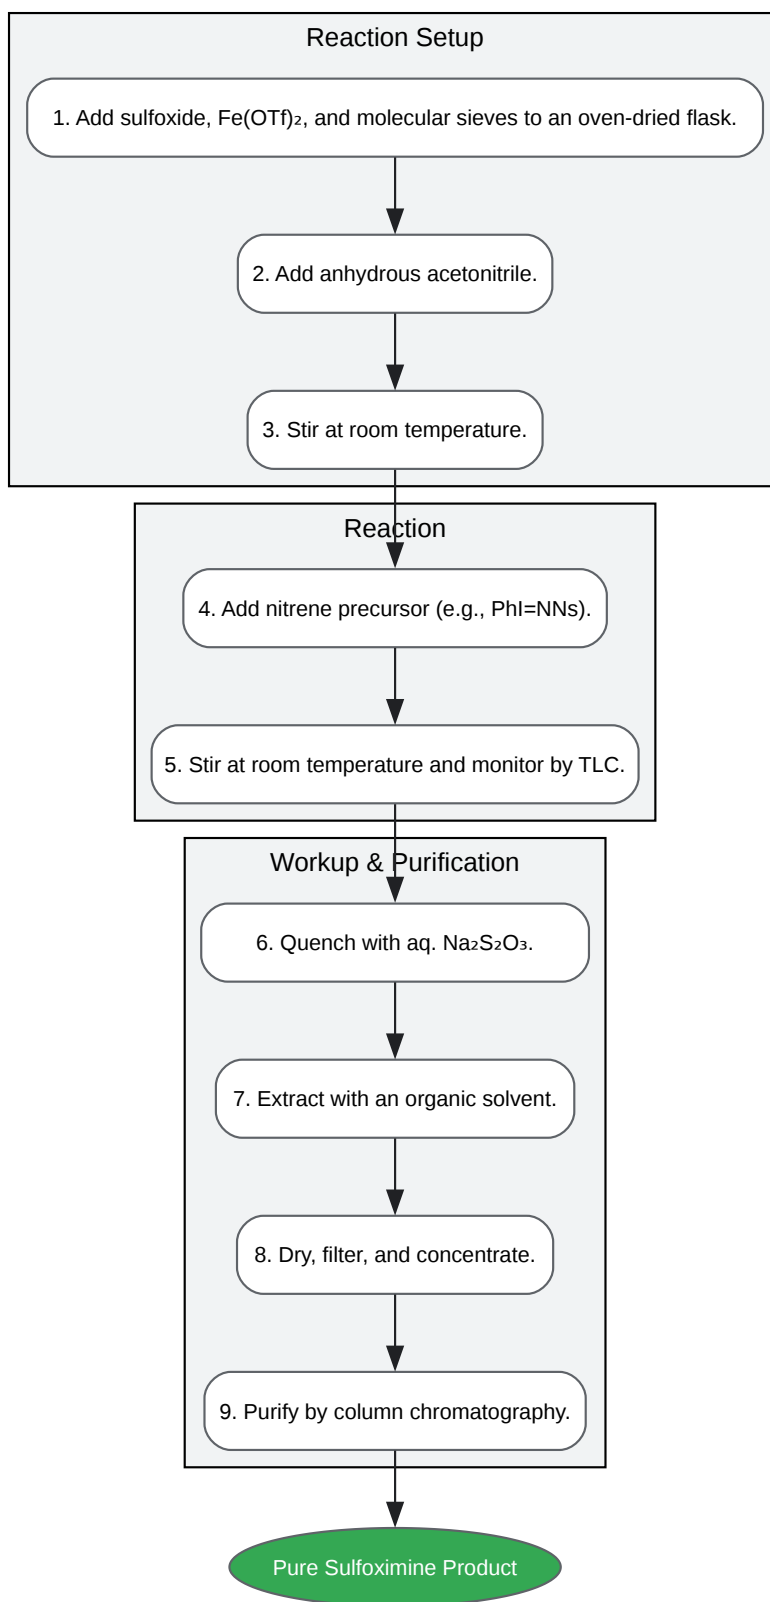 Reaction Setup
1. Add sulfoxide, Fe(OTf)₂, and molecular sieves to an oven-dried flask.
2. Add anhydrous acetonitrile.
3. Stir at room temperature.
Reaction
4. Add nitrene precursor (e.g., PhI=NNs).
5. Stir at room temperature and monitor by TLC.
Workup & Purification
6. Quench with aq. Na₂S₂O₃.
7. Extract with an organic solvent.
8. Dry, filter, and concentrate.
9. Purify by column chromatography.
Pure Sulfoximine Product